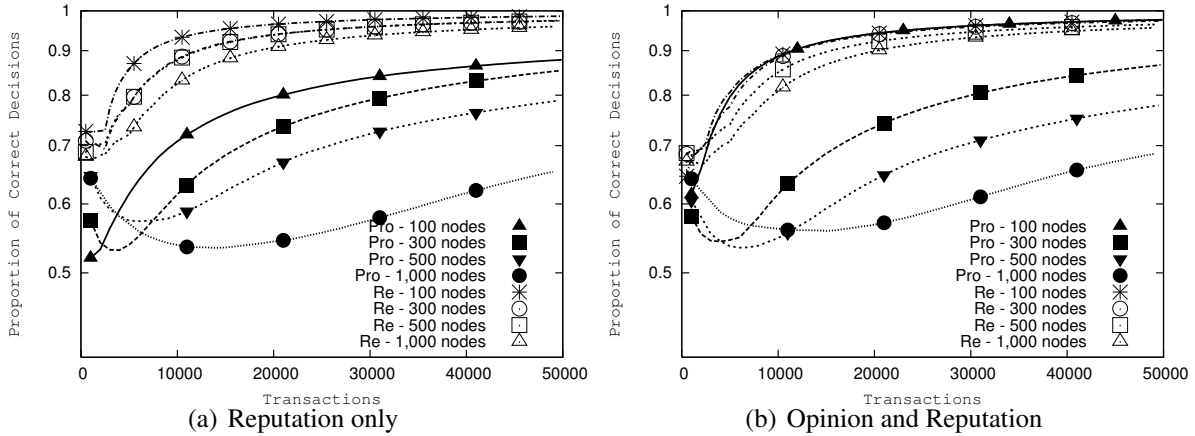 Proportion of Correct Decisions
1
0.9
0.8
0.7
0.6
0.5
Pro - 100 nodes
Pro - 300 nodes
Pro - 500 nodes
Pro - 1,000 nodes
Re - 100 nodes
Re - 300 nodes
Re - 500 nodes
Re - 1,000 nodes
0 10000 20000 30000 40000 50000
Transactions
(a) Reputation only
Proportion of Correct Decisions
1
0.9
0.8
0.7
0.6
0.5
Pro - 100 nodes
Pro - 300 nodes
Pro - 500 nodes
Pro - 1,000 nodes
Re - 100 nodes
Re - 300 nodes
Re - 500 nodes
Re - 1,000 nodes
0 10000 20000 30000 40000 50000
Transactions
(b) Opinion and Reputation